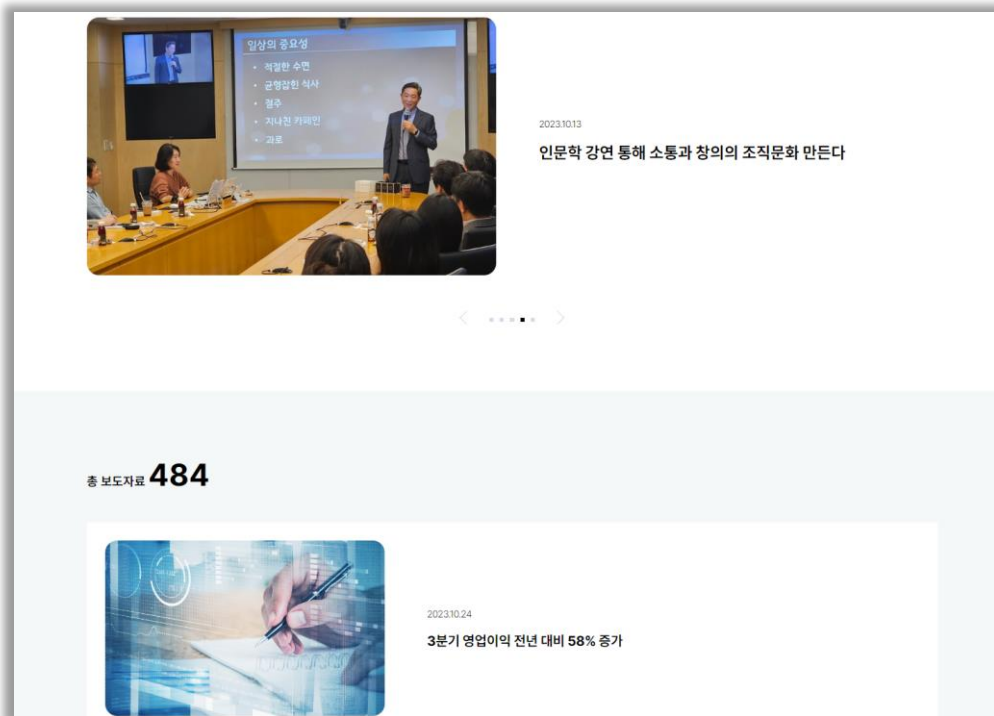 일상의 중요성
• 적절한 수면
• 균형잡힌 식사
• 절주
• 지나친 카페인
• 과로
2023.10.13
인문학 강연 통해 소통과 창의의 조직문화 만든다
총 보도자료 484
2023.10.24
3분기 영업이익 전년 대비 58% 증가